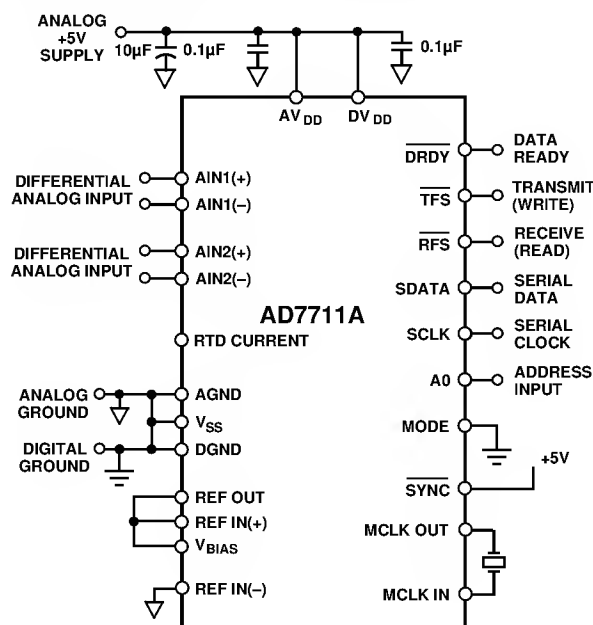 ANALOG
+5V
SUPPLY
10µF
0.1µF
0.1µF
AVDD
DVDD
DIFFERENTIAL
ANALOG INPUT
AIN1(+)
AIN1(–)
DIFFERENTIAL
ANALOG INPUT
AIN2(+)
AIN2(–)
RTD CURRENT
AD7711A
ANALOG
GROUND
AGND
VSS
DIGITAL
GROUND
DGND
REF OUT
REF IN(+)
VBIAS
REF IN(–)
DRDY
DATA
READY
TFS
TRANSMIT
(WRITE)
RFS
RECEIVE
(READ)
SDATA
SERIAL
DATA
SCLK
SERIAL
CLOCK
A0
ADDRESS
INPUT
MODE
+5V
SYNC
MCLK OUT
MCLK IN